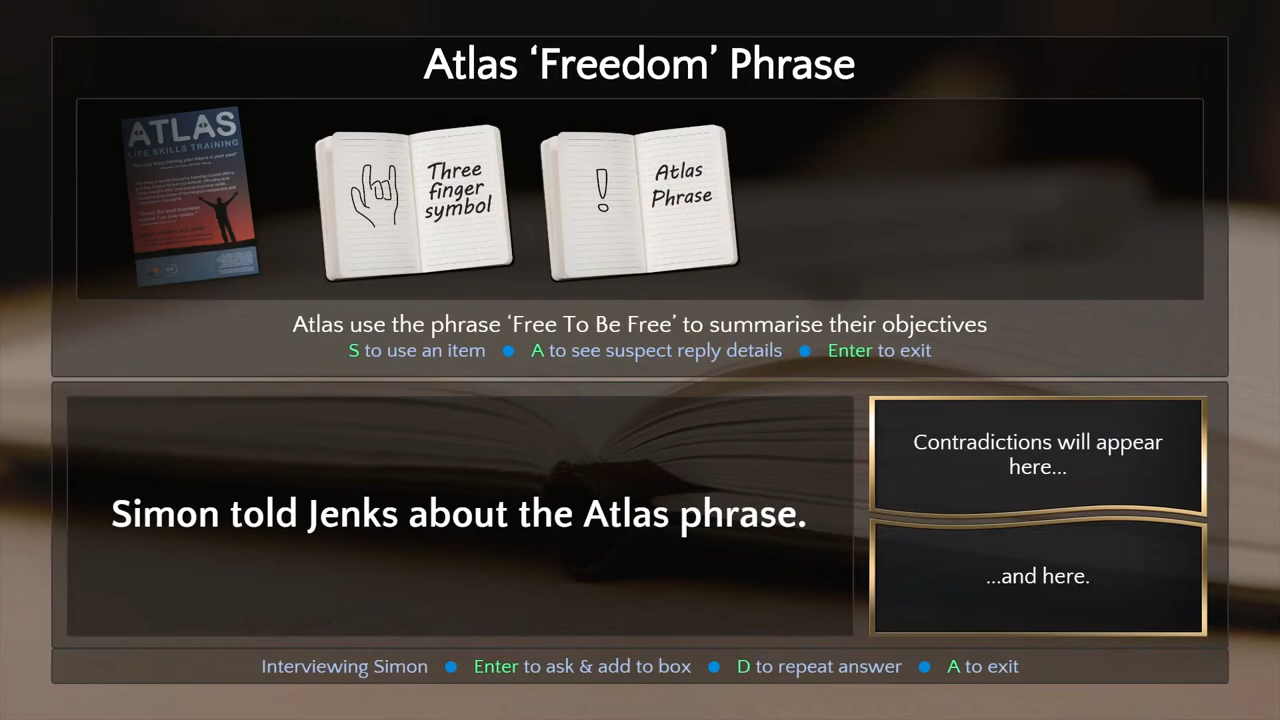 Atlas ‘Freedom’ Phrase
ATLAS
LIFE SKILLS TRAINING
Three
finger
symbol
!
Atlas
Phrase
Atlas use the phrase ‘Free To Be Free’ to summarise their objectives
S to use an item ● A to see suspect reply details ● Enter to exit
Simon told Jenks about the Atlas phrase.
Contradictions will appear
here...
...and here.
Interviewing Simon ● Enter to ask & add to box ● D to repeat answer ● A to exit